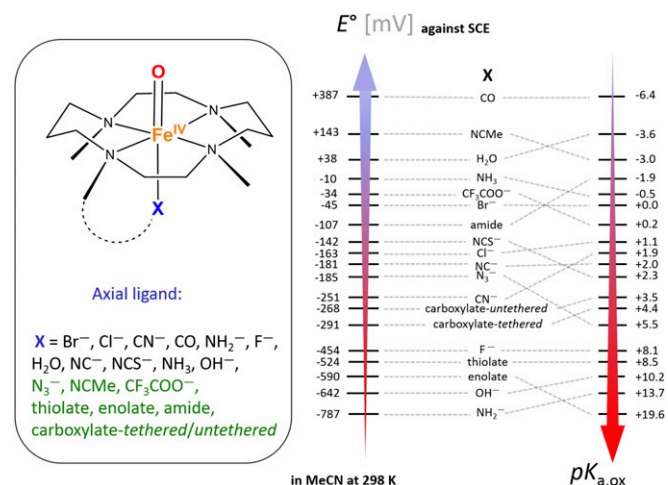 E° [mV] against SCE
X
+387 CO -6.4
+143 NCMe -3.6
+38 H₂O -3.0
-10 NH₃ -1.9
-34 CF₃COO⁻ -0.5
-45 Br⁻ +0.0
-107 amide +0.2
-142 NCS⁻ +1.1
-163 Cl⁻ +1.9
-181 NC⁻ +2.0
-185 N₃⁻ +2.3
-251 CN⁻ +3.5
-268 carboxylate-untethered +4.4
-291 carboxylate-tethered +5.5
-454 F⁻ +8.1
-524 thiolate +8.5
-590 enolate +10.2
-642 OH⁻ +13.7
-787 NH₂⁻ +19.6
in MeCN at 298 K
pKa,ox
O
N N
Feᴵⱽ
N N
X
Axial ligand:
X = Br⁻, Cl⁻, CN⁻, CO, NH₂⁻, F⁻,
H₂O, NC⁻, NCS⁻, NH₃, OH⁻,
N₃⁻, NCMe, CF₃COO⁻,
thiolate, enolate, amide,
carboxylate-tethered/untethered